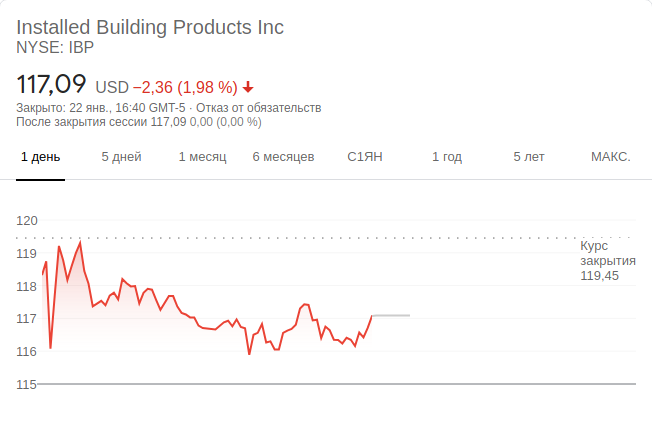 Installed Building Products Inc
NYSE: IBP
117,09 USD −2,36 (1,98 %)
Закрыто: 22 янв., 16:40 GMT-5 · Отказ от обязательств
После закрытия сессии 117,09 0,00 (0,00 %)
1 день 5 дней 1 месяц 6 месяцев С1ЯН 1 год 5 лет МАКС.
120
119
118
117
116
115
Курс
закрытия
119,45